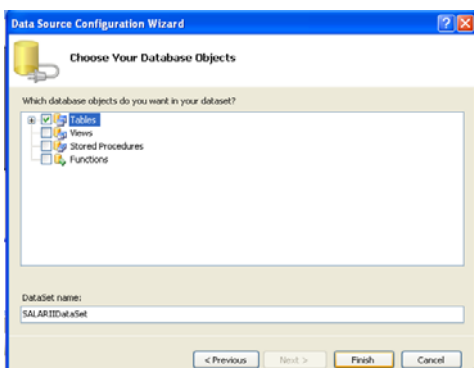 Data Source Configuration Wizard
Choose Your Database Objects
Which database objects do you want in your dataset?
Tables
Views
Stored Procedures
Functions
DataSet name:
SALARIIDataSet
< Previous
Next >
Finish
Cancel